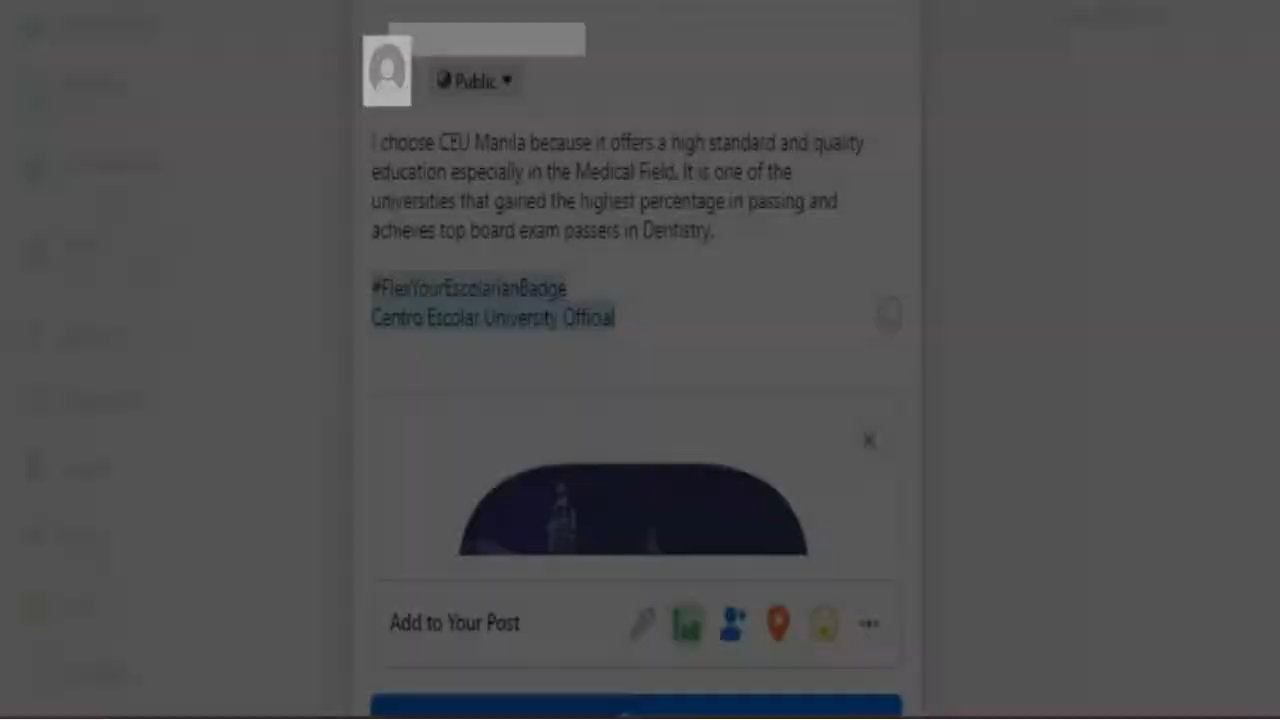 Public
I choose CEU Manila because it offers a high standard and quality
education especially in the Medical Field. It is one of the
universities that gained the highest percentage in passing and
achieves top board exam passers in Dentistry.
#FlexYourEscolarianBadge
Centro Escolar University Official
Add to Your Post